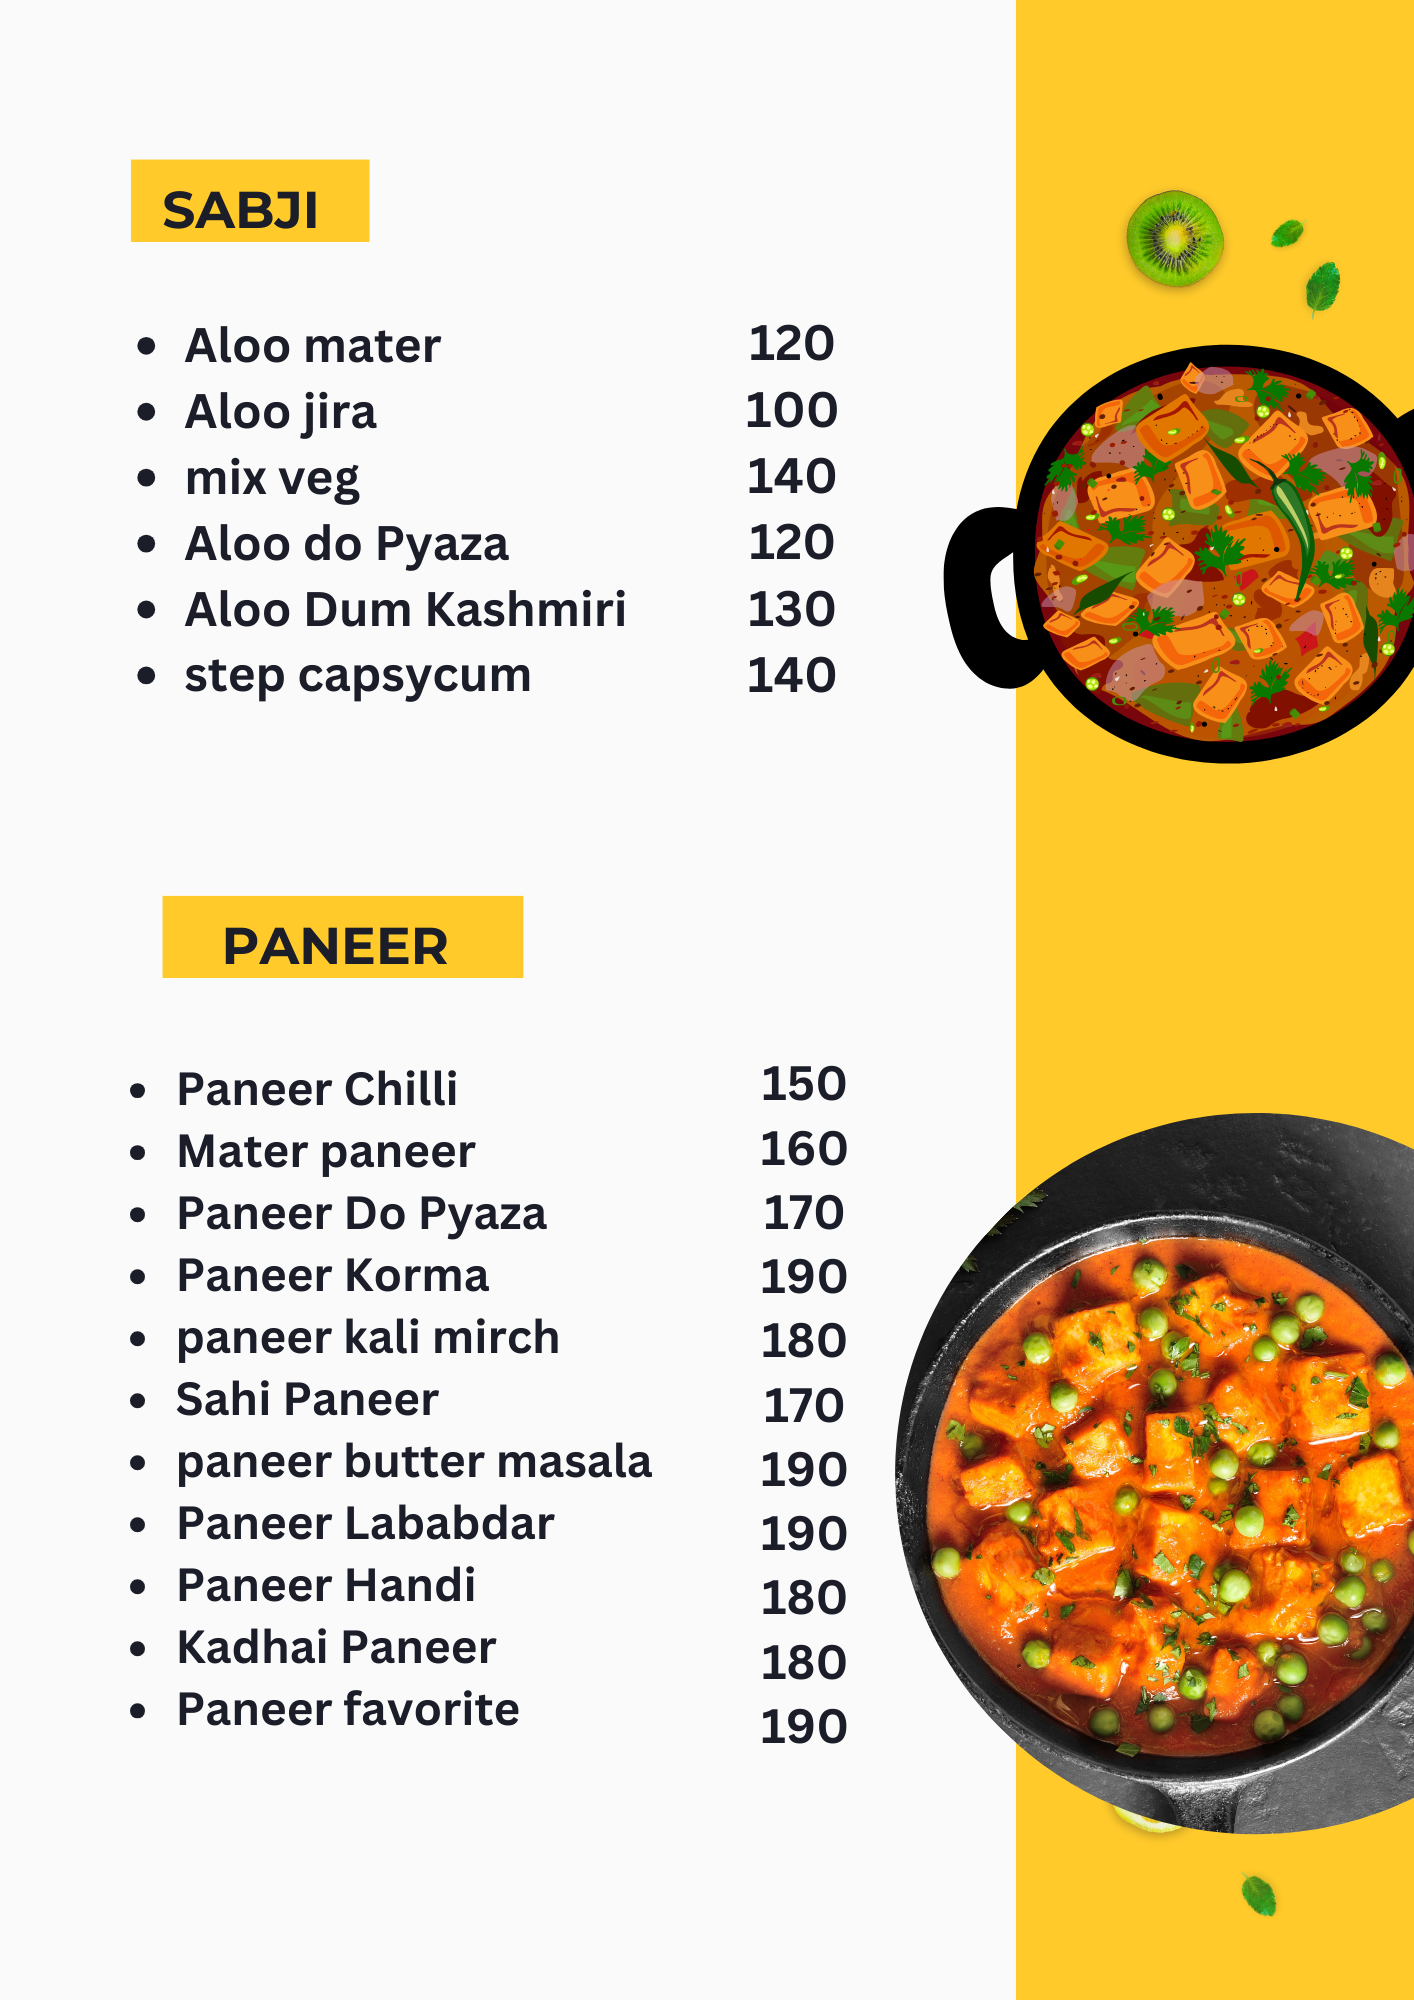 SABJI
• Aloo mater 120
• Aloo jira 100
• mix veg 140
• Aloo do Pyaza 120
• Aloo Dum Kashmiri 130
• step capsycum 140
PANEER
• Paneer Chilli 150
• Mater paneer 160
• Paneer Do Pyaza 170
• Paneer Korma 190
• paneer kali mirch 180
• Sahi Paneer 170
• paneer butter masala 190
• Paneer Lababdar 190
• Paneer Handi 180
• Kadhai Paneer 180
• Paneer favorite 190